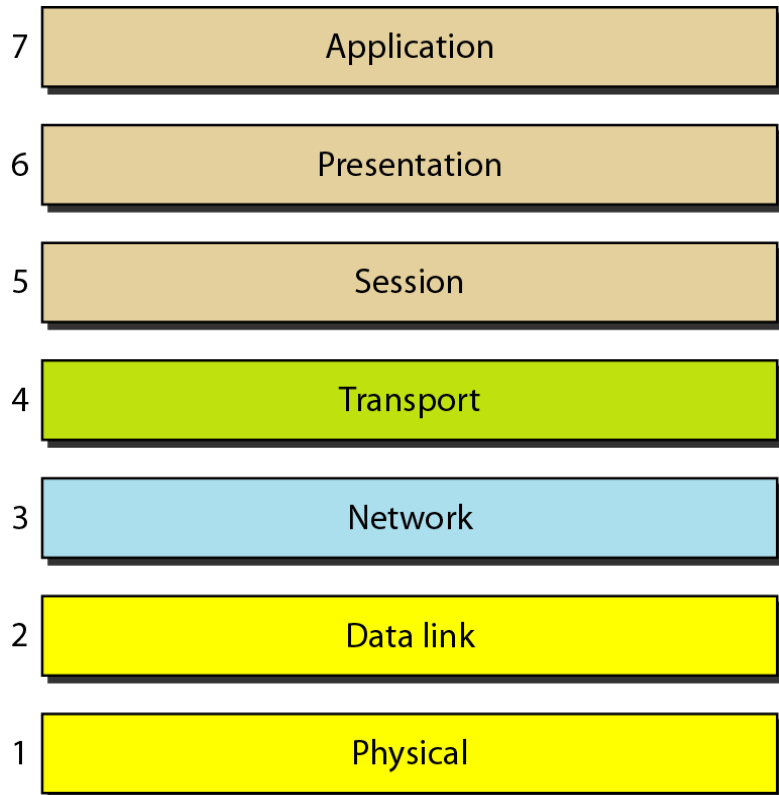 7 Application
6 Presentation
5 Session
4 Transport
3 Network
2 Data link
1 Physical